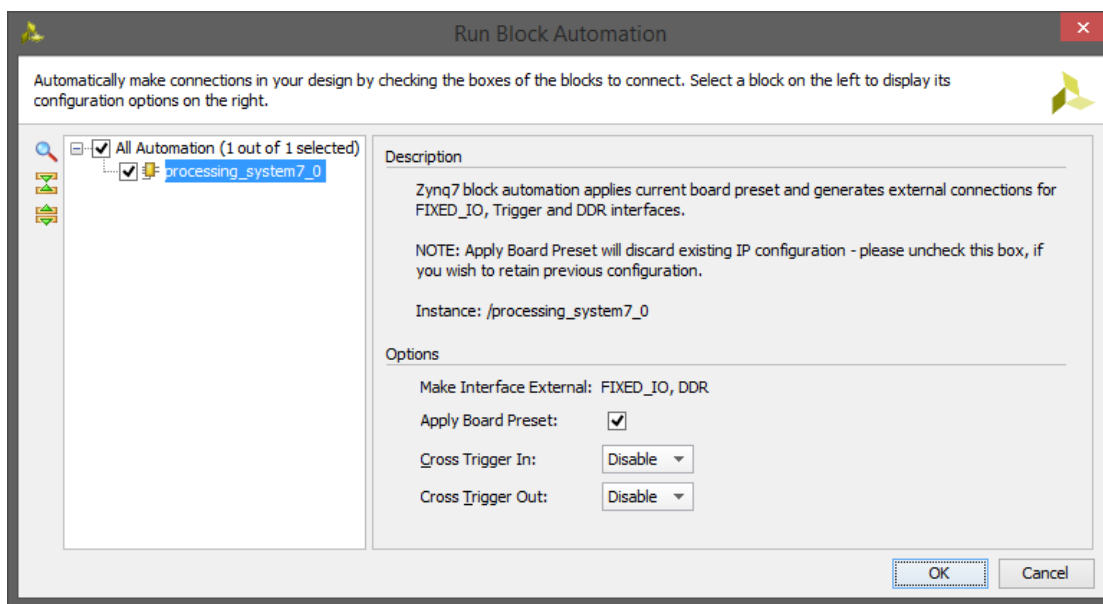 Run Block Automation
Automatically make connections in your design by checking the boxes of the blocks to connect. Select a block on the left to display its
configuration options on the right.
All Automation (1 out of 1 selected)
processing_system7_0
Description
Zynq7 block automation applies current board preset and generates external connections for
FIXED_IO, Trigger and DDR interfaces.
NOTE: Apply Board Preset will discard existing IP configuration - please uncheck this box, if
you wish to retain previous configuration.
Instance: /processing_system7_0
Options
Make Interface External: FIXED_IO, DDR
Apply Board Preset:
Cross Trigger In: Disable
Cross Trigger Out: Disable
OK Cancel